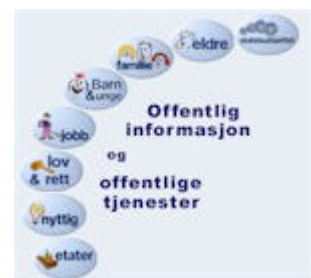 eldre
familie
Barn
& unge
jobb
lov
& rett
nyttig
etater
Offentlig
informasjon
og
offentlige
tjenester